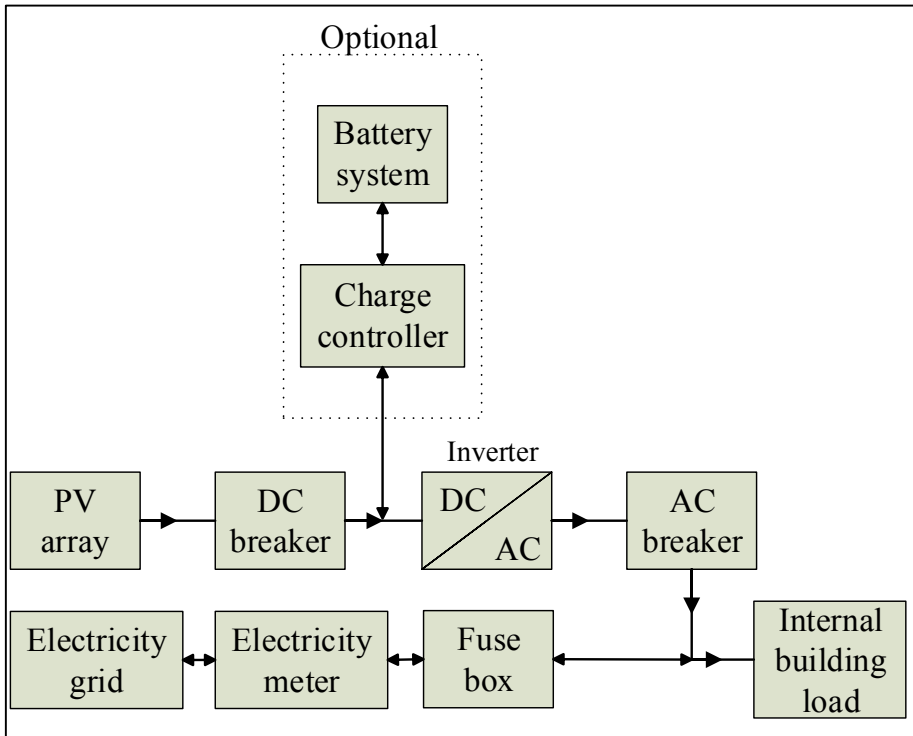 Optional
Battery
system
Charge
controller
Inverter
PV
array
DC
breaker
DC
AC
AC
breaker
Electricity
grid
Electricity
meter
Fuse
box
Internal
building
load